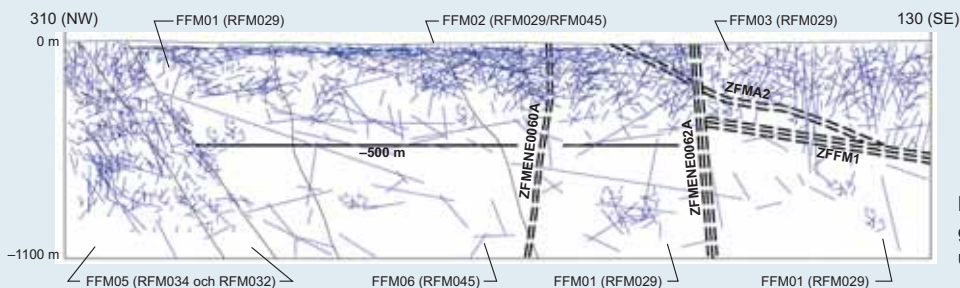 310 (NW)
FFM01 (RFM029)
FFM02 (RFM029/RFM045)
FFM03 (RFM029)
130 (SE)
0 m
ZFMA2
ZFMENE0060A
ZFMENE0062A
–500 m
ZFFM1
–1100 m
FFM05 (RFM034 och RFM032)
FFM06 (RFM045)
FFM01 (RFM029)
FFM01 (RFM029)